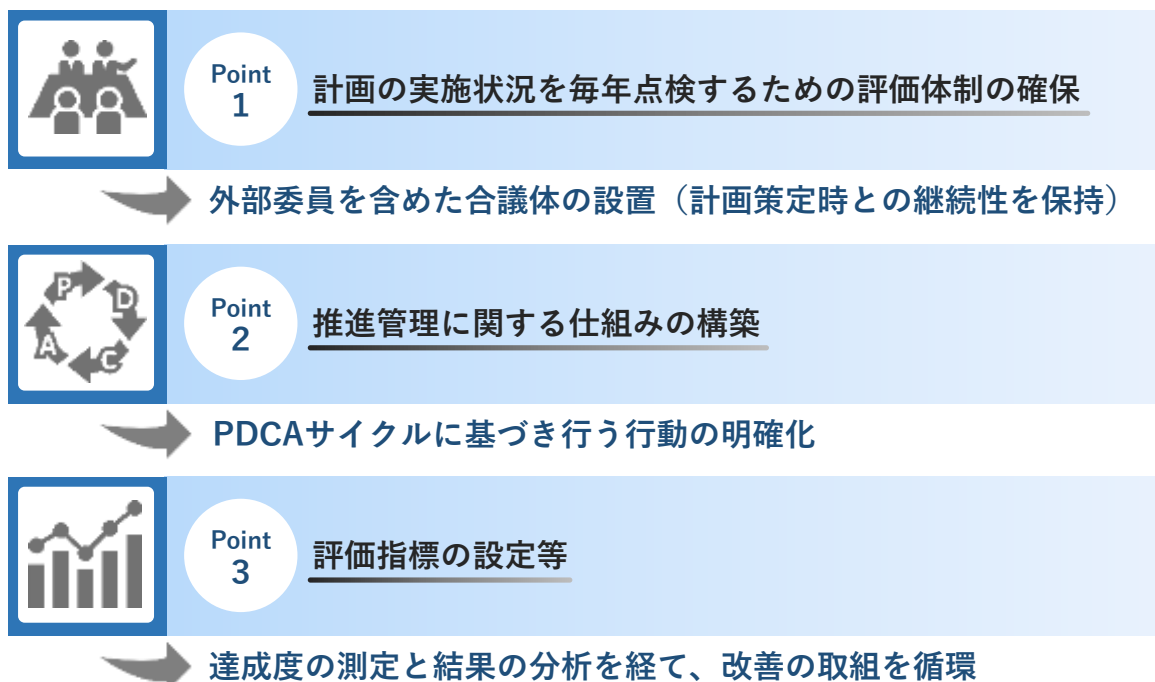 Point
1
計画の実施状況を毎年点検するための評価体制の確保
外部委員を含めた合議体の設置（計画策定時との継続性を保持）
P
D
A
C
Point
2
推進管理に関する仕組みの構築
PDCAサイクルに基づき行う行動の明確化
Point
3
評価指標の設定等
達成度の測定と結果の分析を経て、改善の取組を循環